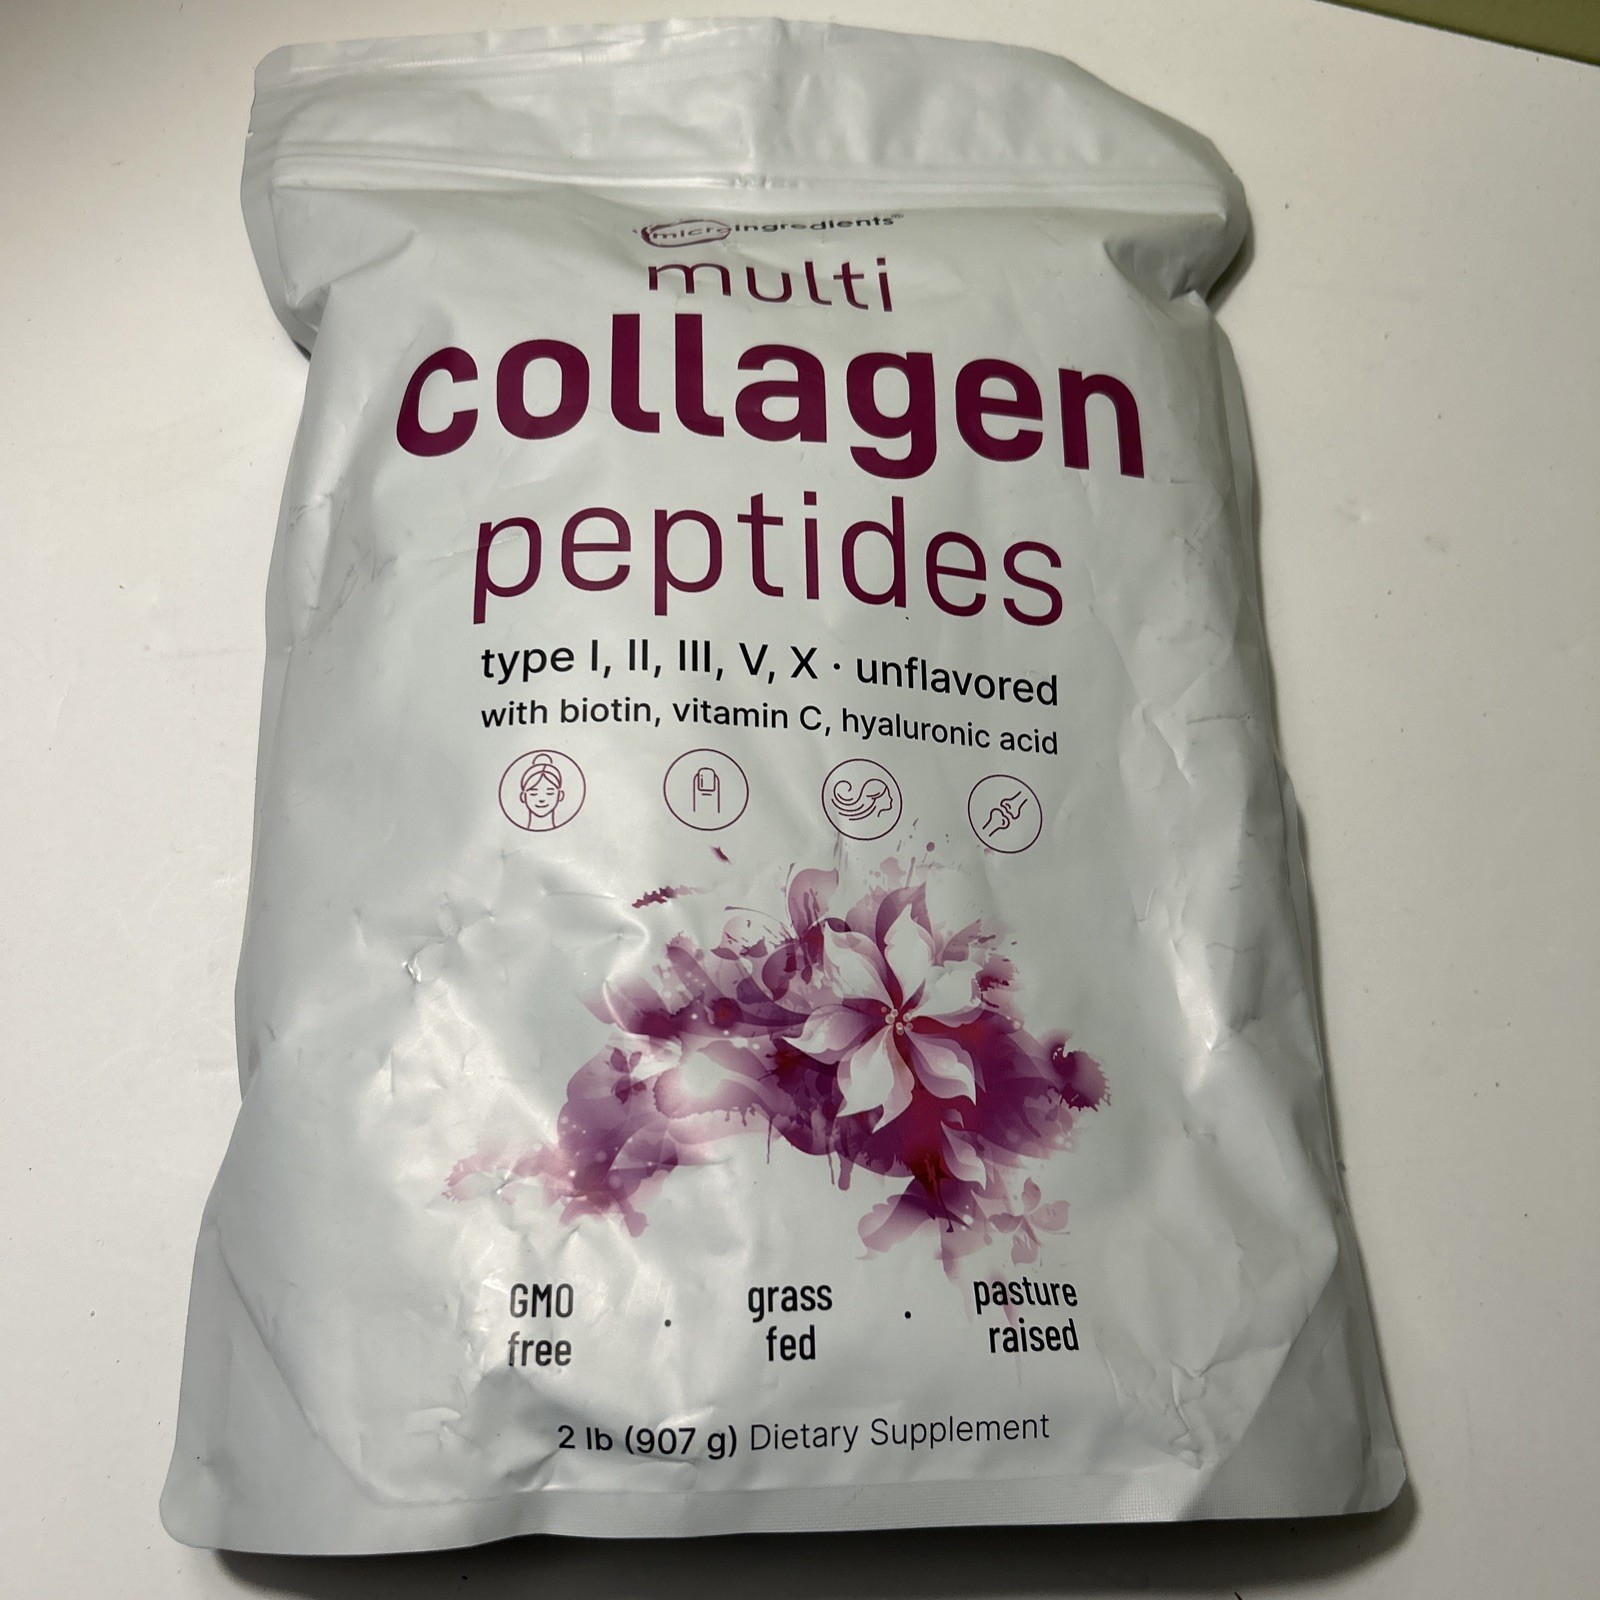 microingredients®
multi
collagen
peptides
type I, II, III, V, X · unflavored
with biotin, vitamin C, hyaluronic acid
GMO free · grass fed · pasture raised
2 lb (907 g) Dietary Supplement